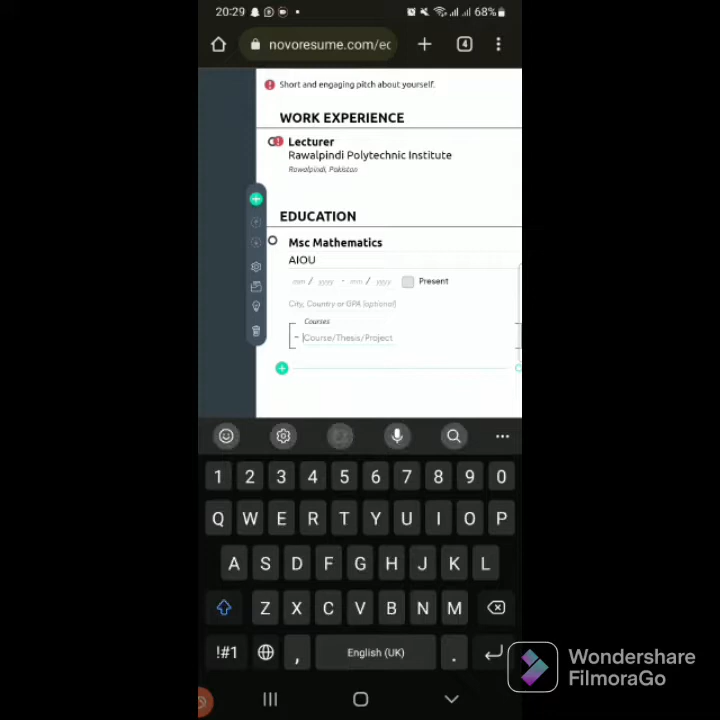 20:29
68%
novoresume.com/ec
4
Short and engaging pitch about yourself.
WORK EXPERIENCE
Lecturer
Rawalpindi Polytechnic Institute
Rawalpindi, Pakistan
EDUCATION
Msc Mathematics
AIOU
mm / yyyy - mm / yyyy Present
City, Country or GPA (optional)
Courses
- Course/Thesis/Project
1 2 3 4 5 6 7 8 9 0
Q W E R T Y U I O P
A S D F G H J K L
Z X C V B N M
!#1 , English (UK) .
Wondershare
FilmoraGo